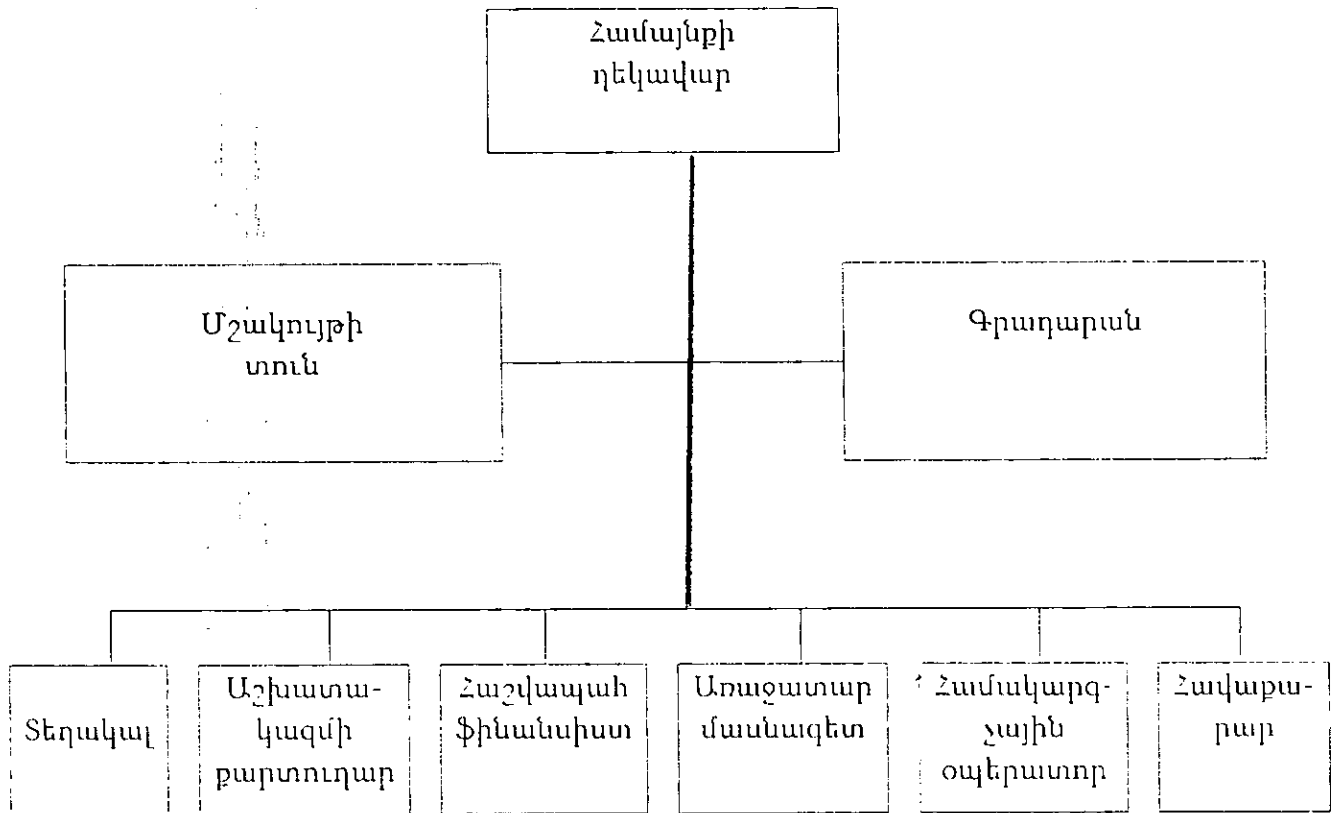 Համայնքի
ղեկավար
Մշակույթի
տուն
Գրադարան
Տեղակալ
Աշխատա-
կազմի
քարտուղար
Հաշվապահ
ֆինանսիստ
Առաջատար
մասնագետ
Համակարգ-
չային
օպերատոր
Հավաքա-
րար